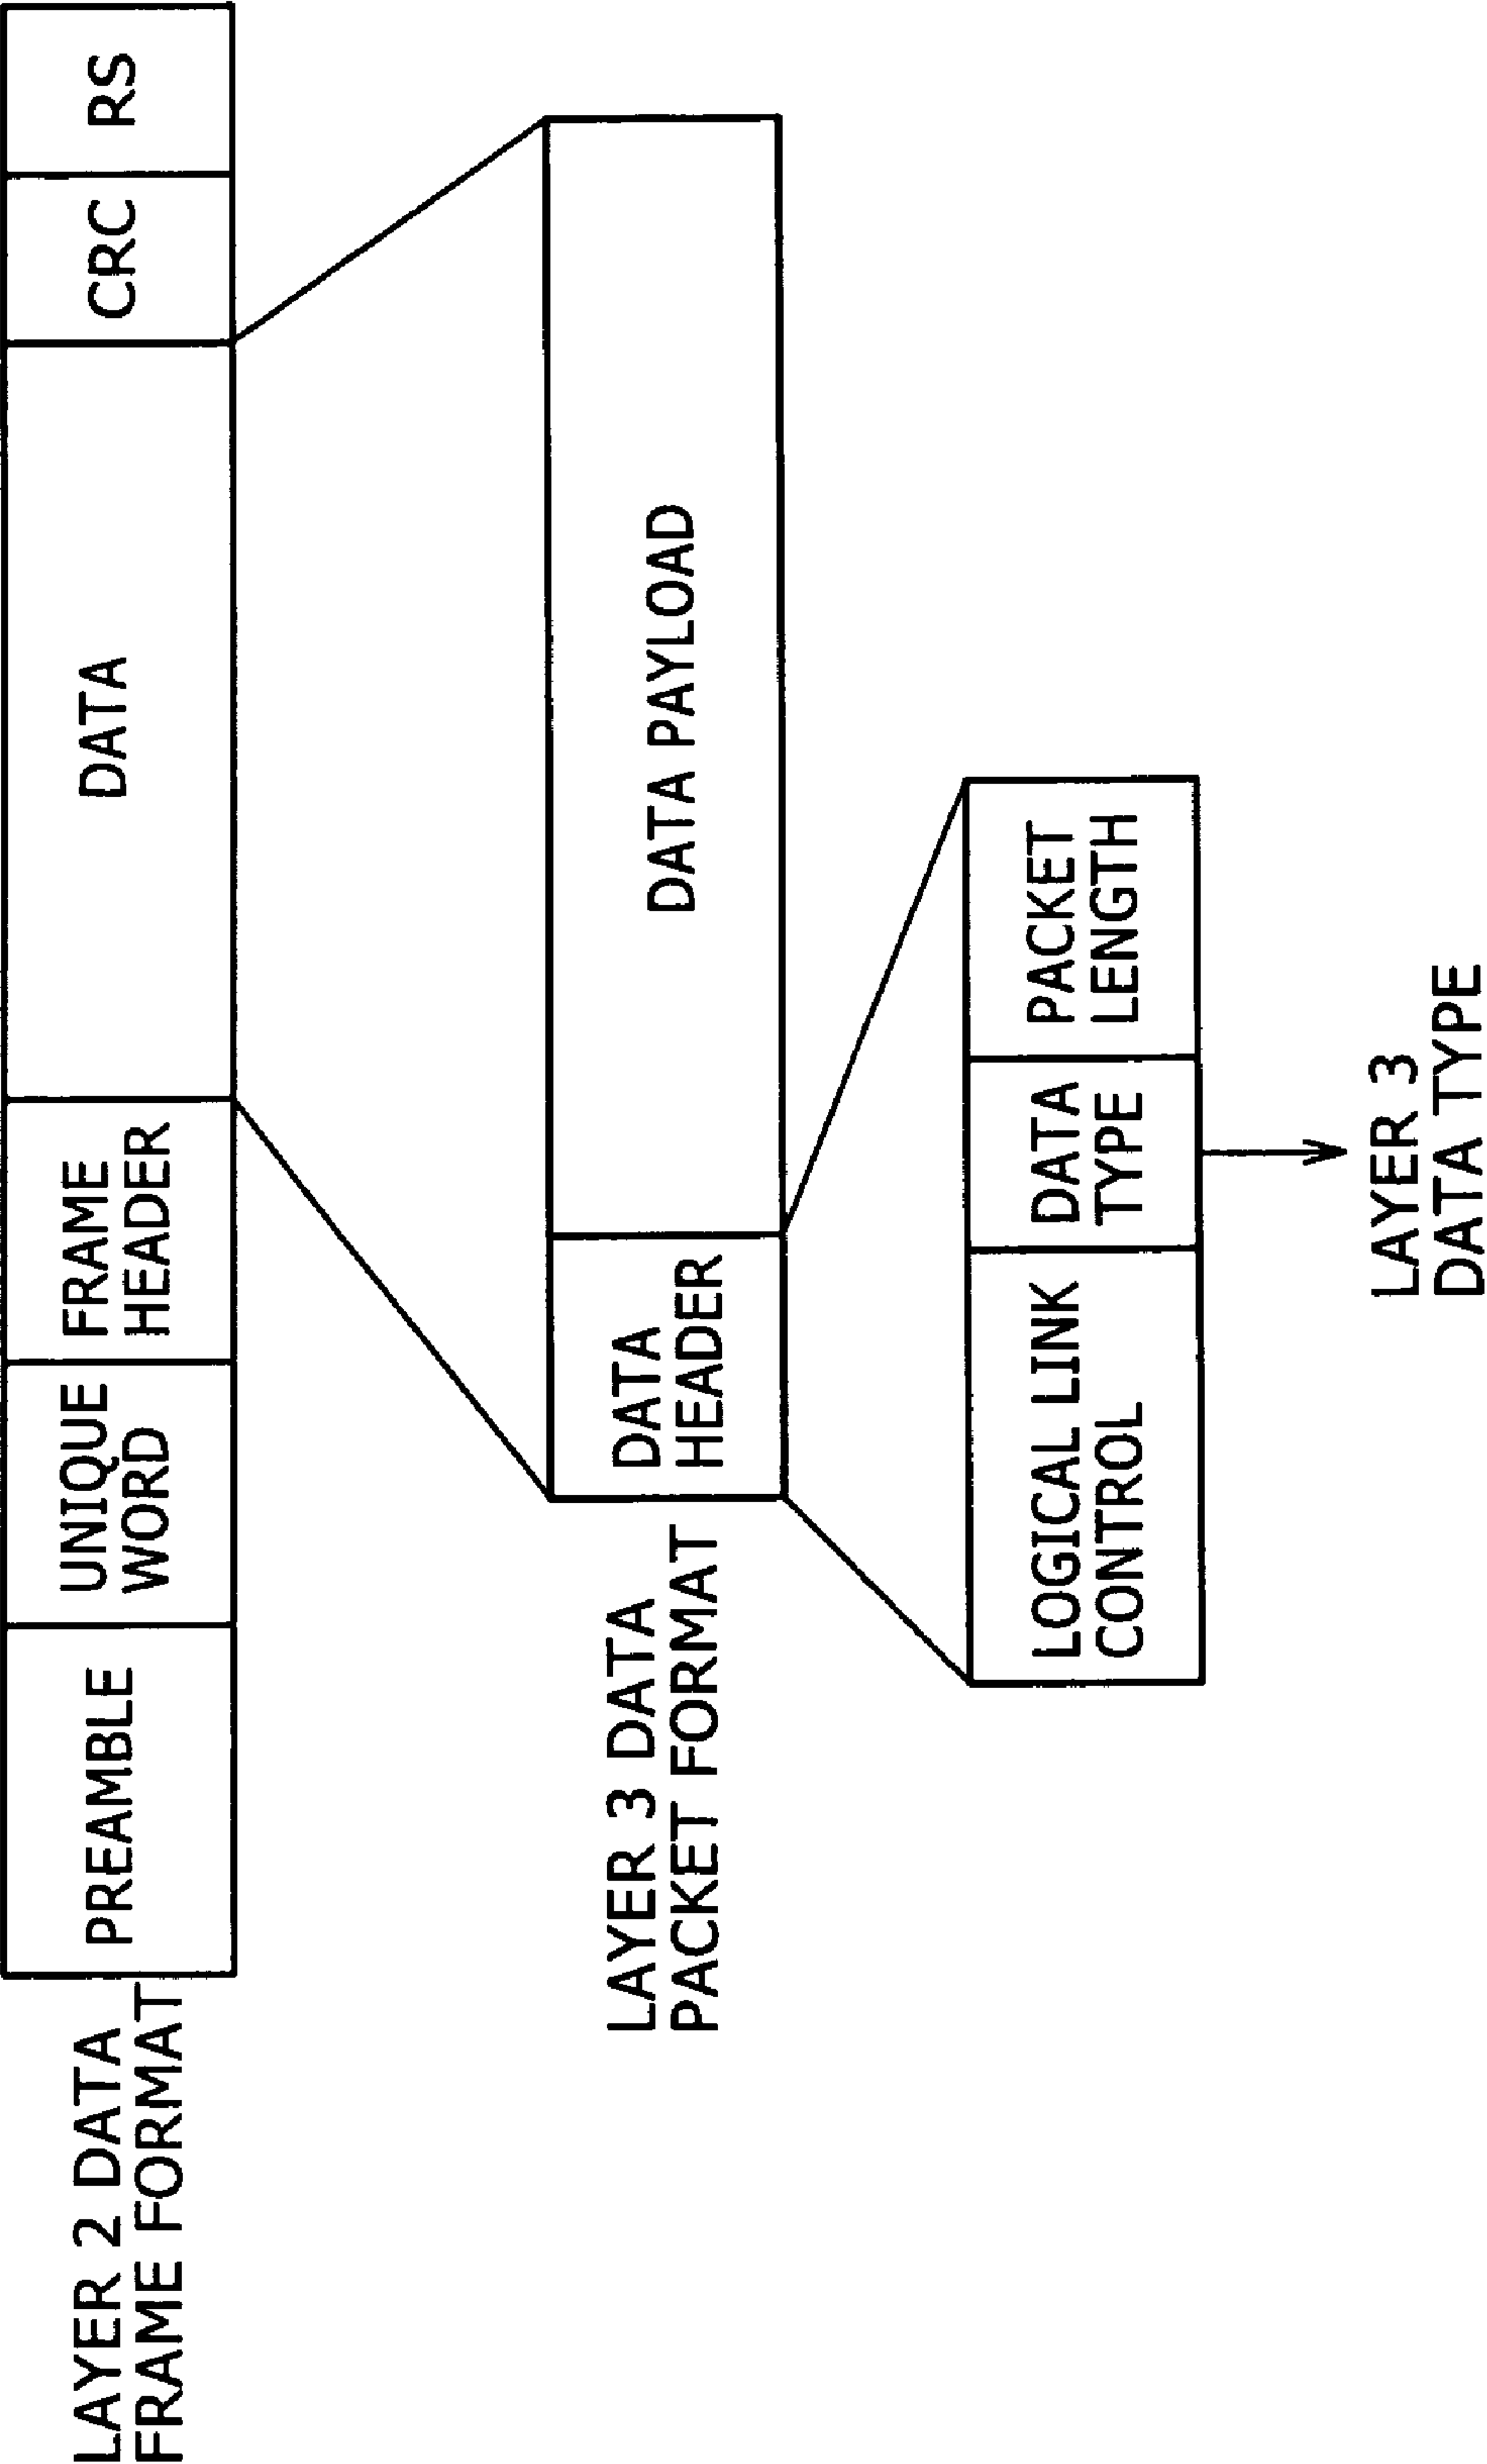 LAYER 2 DATA
FRAME FORMAT
PREAMBLE
UNIQUE
WORD
FRAME
HEADER
DATA
CRC
RS
LAYER 3 DATA
PACKET FORMAT
DATA
HEADER
DATA PAYLOAD
LOGICAL LINK
CONTROL
DATA
TYPE
PACKET
LENGTH
LAYER 3
DATA TYPE